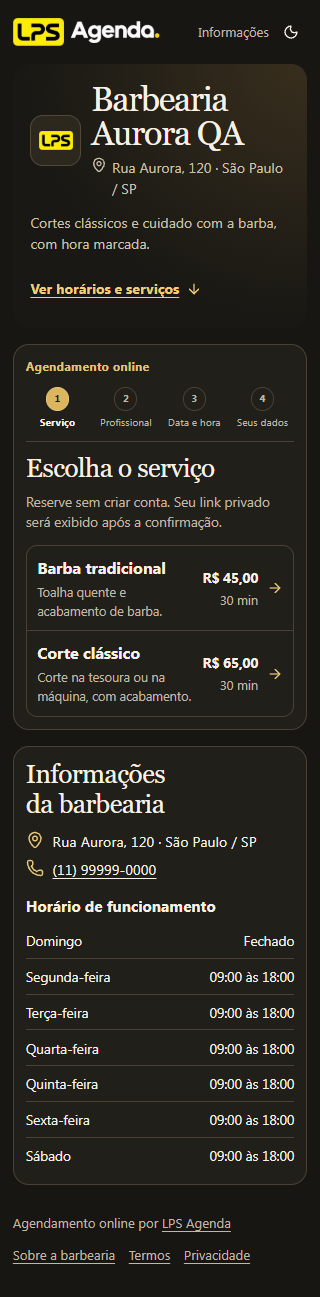 LPS Agenda. Informações
Barbearia
Aurora QA
LPS
Rua Aurora, 120 · São Paulo
/ SP
Cortes clássicos e cuidado com a barba,
com hora marcada.
Ver horários e serviços
Agendamento online
1 2 3 4
Serviço Profissional Data e hora Seus dados
Escolha o serviço
Reserve sem criar conta. Seu link privado
será exibido após a confirmação.
Barba tradicional
Toalha quente e
acabamento de barba.
R$ 45,00
30 min
Corte clássico
Corte na tesoura ou na
máquina, com acabamento.
R$ 65,00
30 min
Informações
da barbearia
Rua Aurora, 120 · São Paulo / SP
(11) 99999-0000
Horário de funcionamento
Domingo Fechado
Segunda-feira 09:00 às 18:00
Terça-feira 09:00 às 18:00
Quarta-feira 09:00 às 18:00
Quinta-feira 09:00 às 18:00
Sexta-feira 09:00 às 18:00
Sábado 09:00 às 18:00
Agendamento online por LPS Agenda
Sobre a barbearia Termos Privacidade